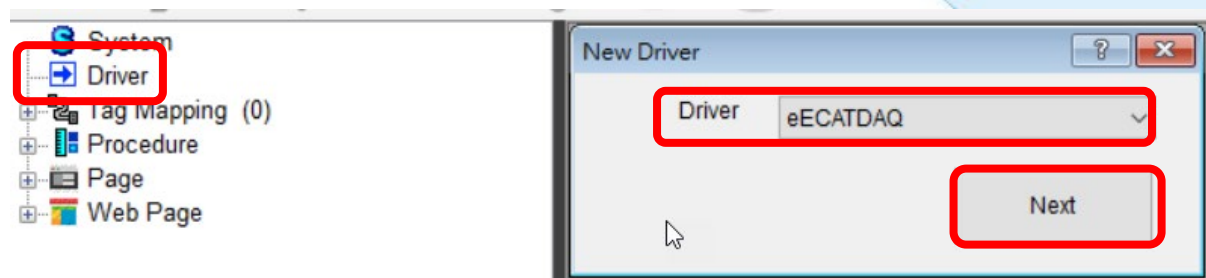 System
Driver
Tag Mapping (0)
Procedure
Page
Web Page
New Driver
?
Driver
eECATDAQ
Next